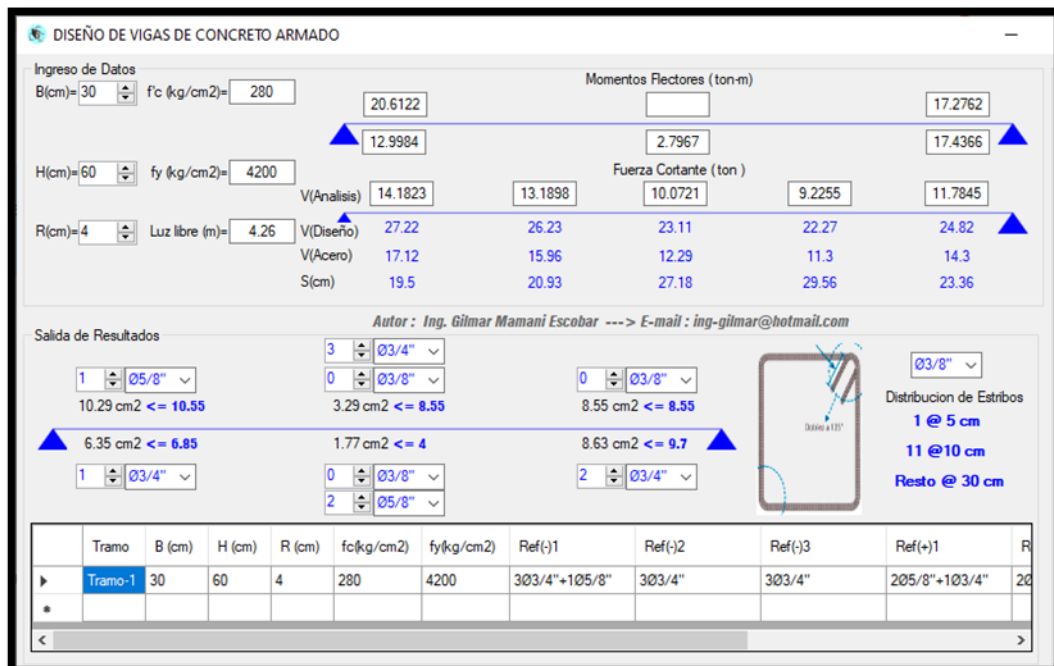 DISEÑO DE VIGAS DE CONCRETO ARMADO
Ingreso de Datos
Momentos Flectores ( ton-m)
B(cm)= 30 f'c (kg/cm2)= 280
20.6122 17.2762
12.9984 2.7967 17.4366
H(cm)= 60 fy (kg/cm2)= 4200
Fuerza Cortante ( ton )
V(Analisis) 14.1823 13.1898 10.0721 9.2255 11.7845
R(cm)= 4 Luz libre (m)= 4.26
V(Diseño) 27.22 26.23 23.11 22.27 24.82
V(Acero) 17.12 15.96 12.29 11.3 14.3
S(cm) 19.5 20.93 27.18 29.56 23.36
Autor : Ing. Gilmar Mamani Escobar ---> E-mail : ing-gilmar@hotmail.com
Salida de Resultados
3 Ø3/4"
1 Ø5/8" 0 Ø3/8" 0 Ø3/8"
10.29 cm2 <= 10.55 3.29 cm2 <= 8.55 8.55 cm2 <= 8.55
6.35 cm2 <= 6.85 1.77 cm2 <= 4 8.63 cm2 <= 9.7
1 Ø3/4" 0 Ø3/8" 2 Ø3/4"
2 Ø5/8"
Doblez a 135°
Ø3/8"
Distribucion de Estribos
1 @ 5 cm
11 @10 cm
Resto @ 30 cm
Tramo B (cm) H (cm) R (cm) fc(kg/cm2) fy(kg/cm2) Ref(-)1 Ref(-)2 Ref(-)3 Ref(+)1 R
Tramo-1 30 60 4 280 4200 3Ø3/4"+1Ø5/8" 3Ø3/4" 3Ø3/4" 2Ø5/8"+1Ø3/4" 2Ø